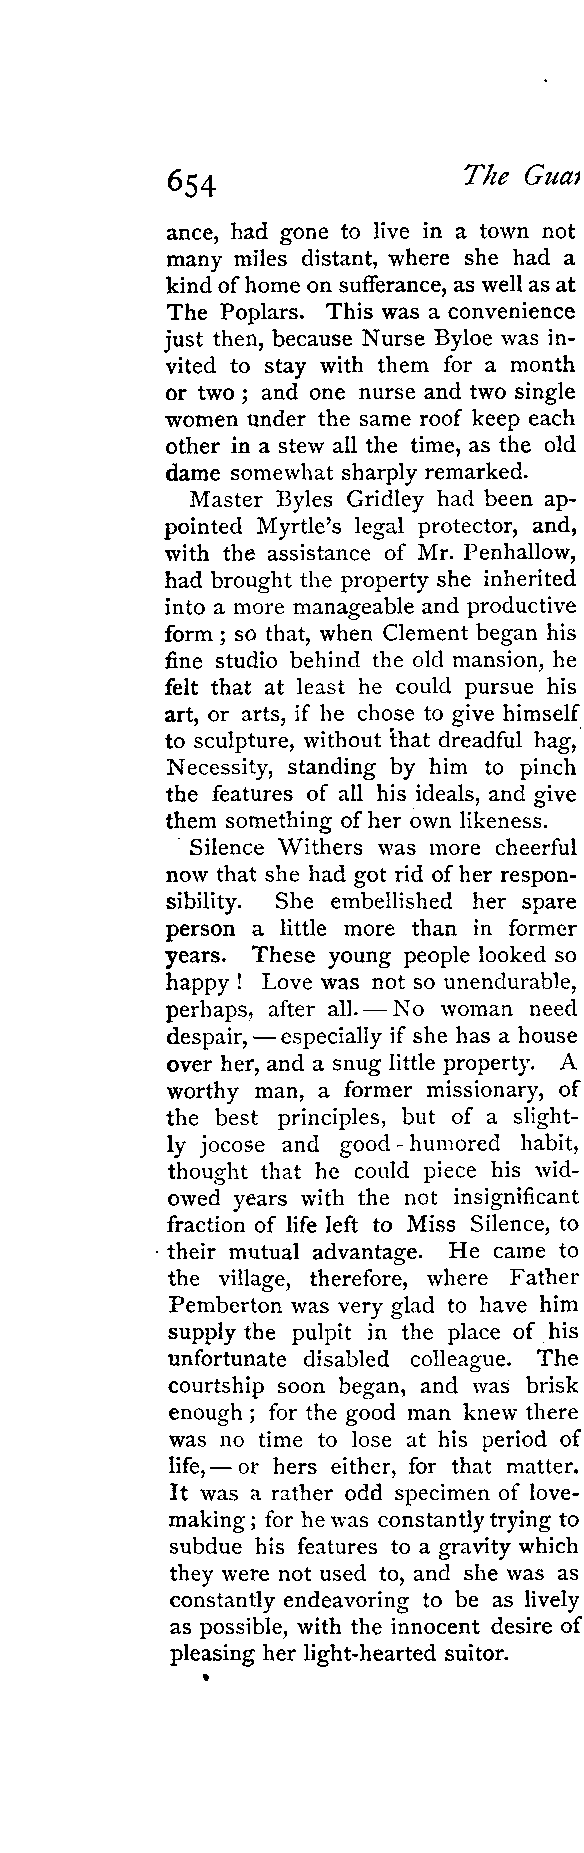 654 The Guar
ance, had gone to live in a town not
many miles distant, where she had a
kind of home on sufferance, as well as at
The Poplars. This was a convenience
just then, because Nurse Byloe was in-
vited to stay with them for a month
or two ; and one nurse and two single
women under the same roof keep each
other in a stew all the time, as the old
dame somewhat sharply remarked.
Master Byles Gridley had been ap-
pointed Myrtle's legal protector, and,
with the assistance of Mr. Penhallow,
had brought the property she inherited
into a more manageable and productive
form ; so that, when Clement began his
fine studio behind the old mansion, he
felt that at least he could pursue his
art, or arts, if he chose to give himself
to sculpture, without that dreadful hag,
Necessity, standing by him to pinch
the features of all his ideals, and give
them something of her own likeness.
Silence Withers was more cheerful
now that she had got rid of her respon-
sibility. She embellished her spare
person a little more than in former
years. These young people looked so
happy ! Love was not so unendurable,
perhaps, after all. — No woman need
despair, — especially if she has a house
over her, and a snug little property. A
worthy man, a former missionary, of
the best principles, but of a slight-
ly jocose and good-humored habit,
thought that he could piece his wid-
owed years with the not insignificant
fraction of life left to Miss Silence, to
their mutual advantage. He came to
the village, therefore, where Father
Pemberton was very glad to have him
supply the pulpit in the place of his
unfortunate disabled colleague. The
courtship soon began, and was brisk
enough ; for the good man knew there
was no time to lose at his period of
life, — or hers either, for that matter.
It was a rather odd specimen of love-
making ; for he was constantly trying to
subdue his features to a gravity which
they were not used to, and she was as
constantly endeavoring to be as lively
as possible, with the innocent desire of
pleasing her light-hearted suitor.